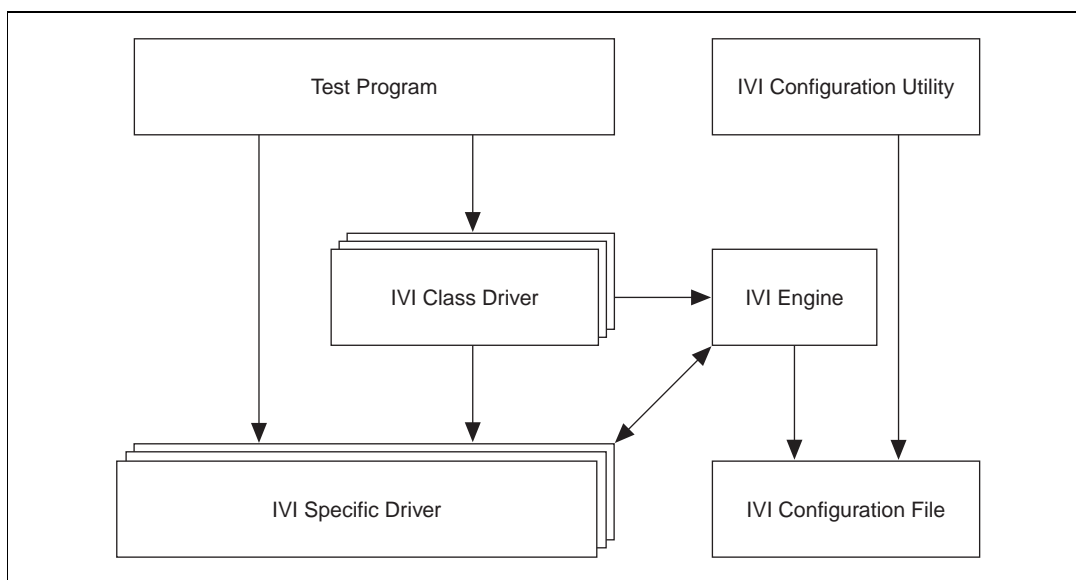 Test Program
IVI Configuration Utility
IVI Class Driver
IVI Engine
IVI Specific Driver
IVI Configuration File